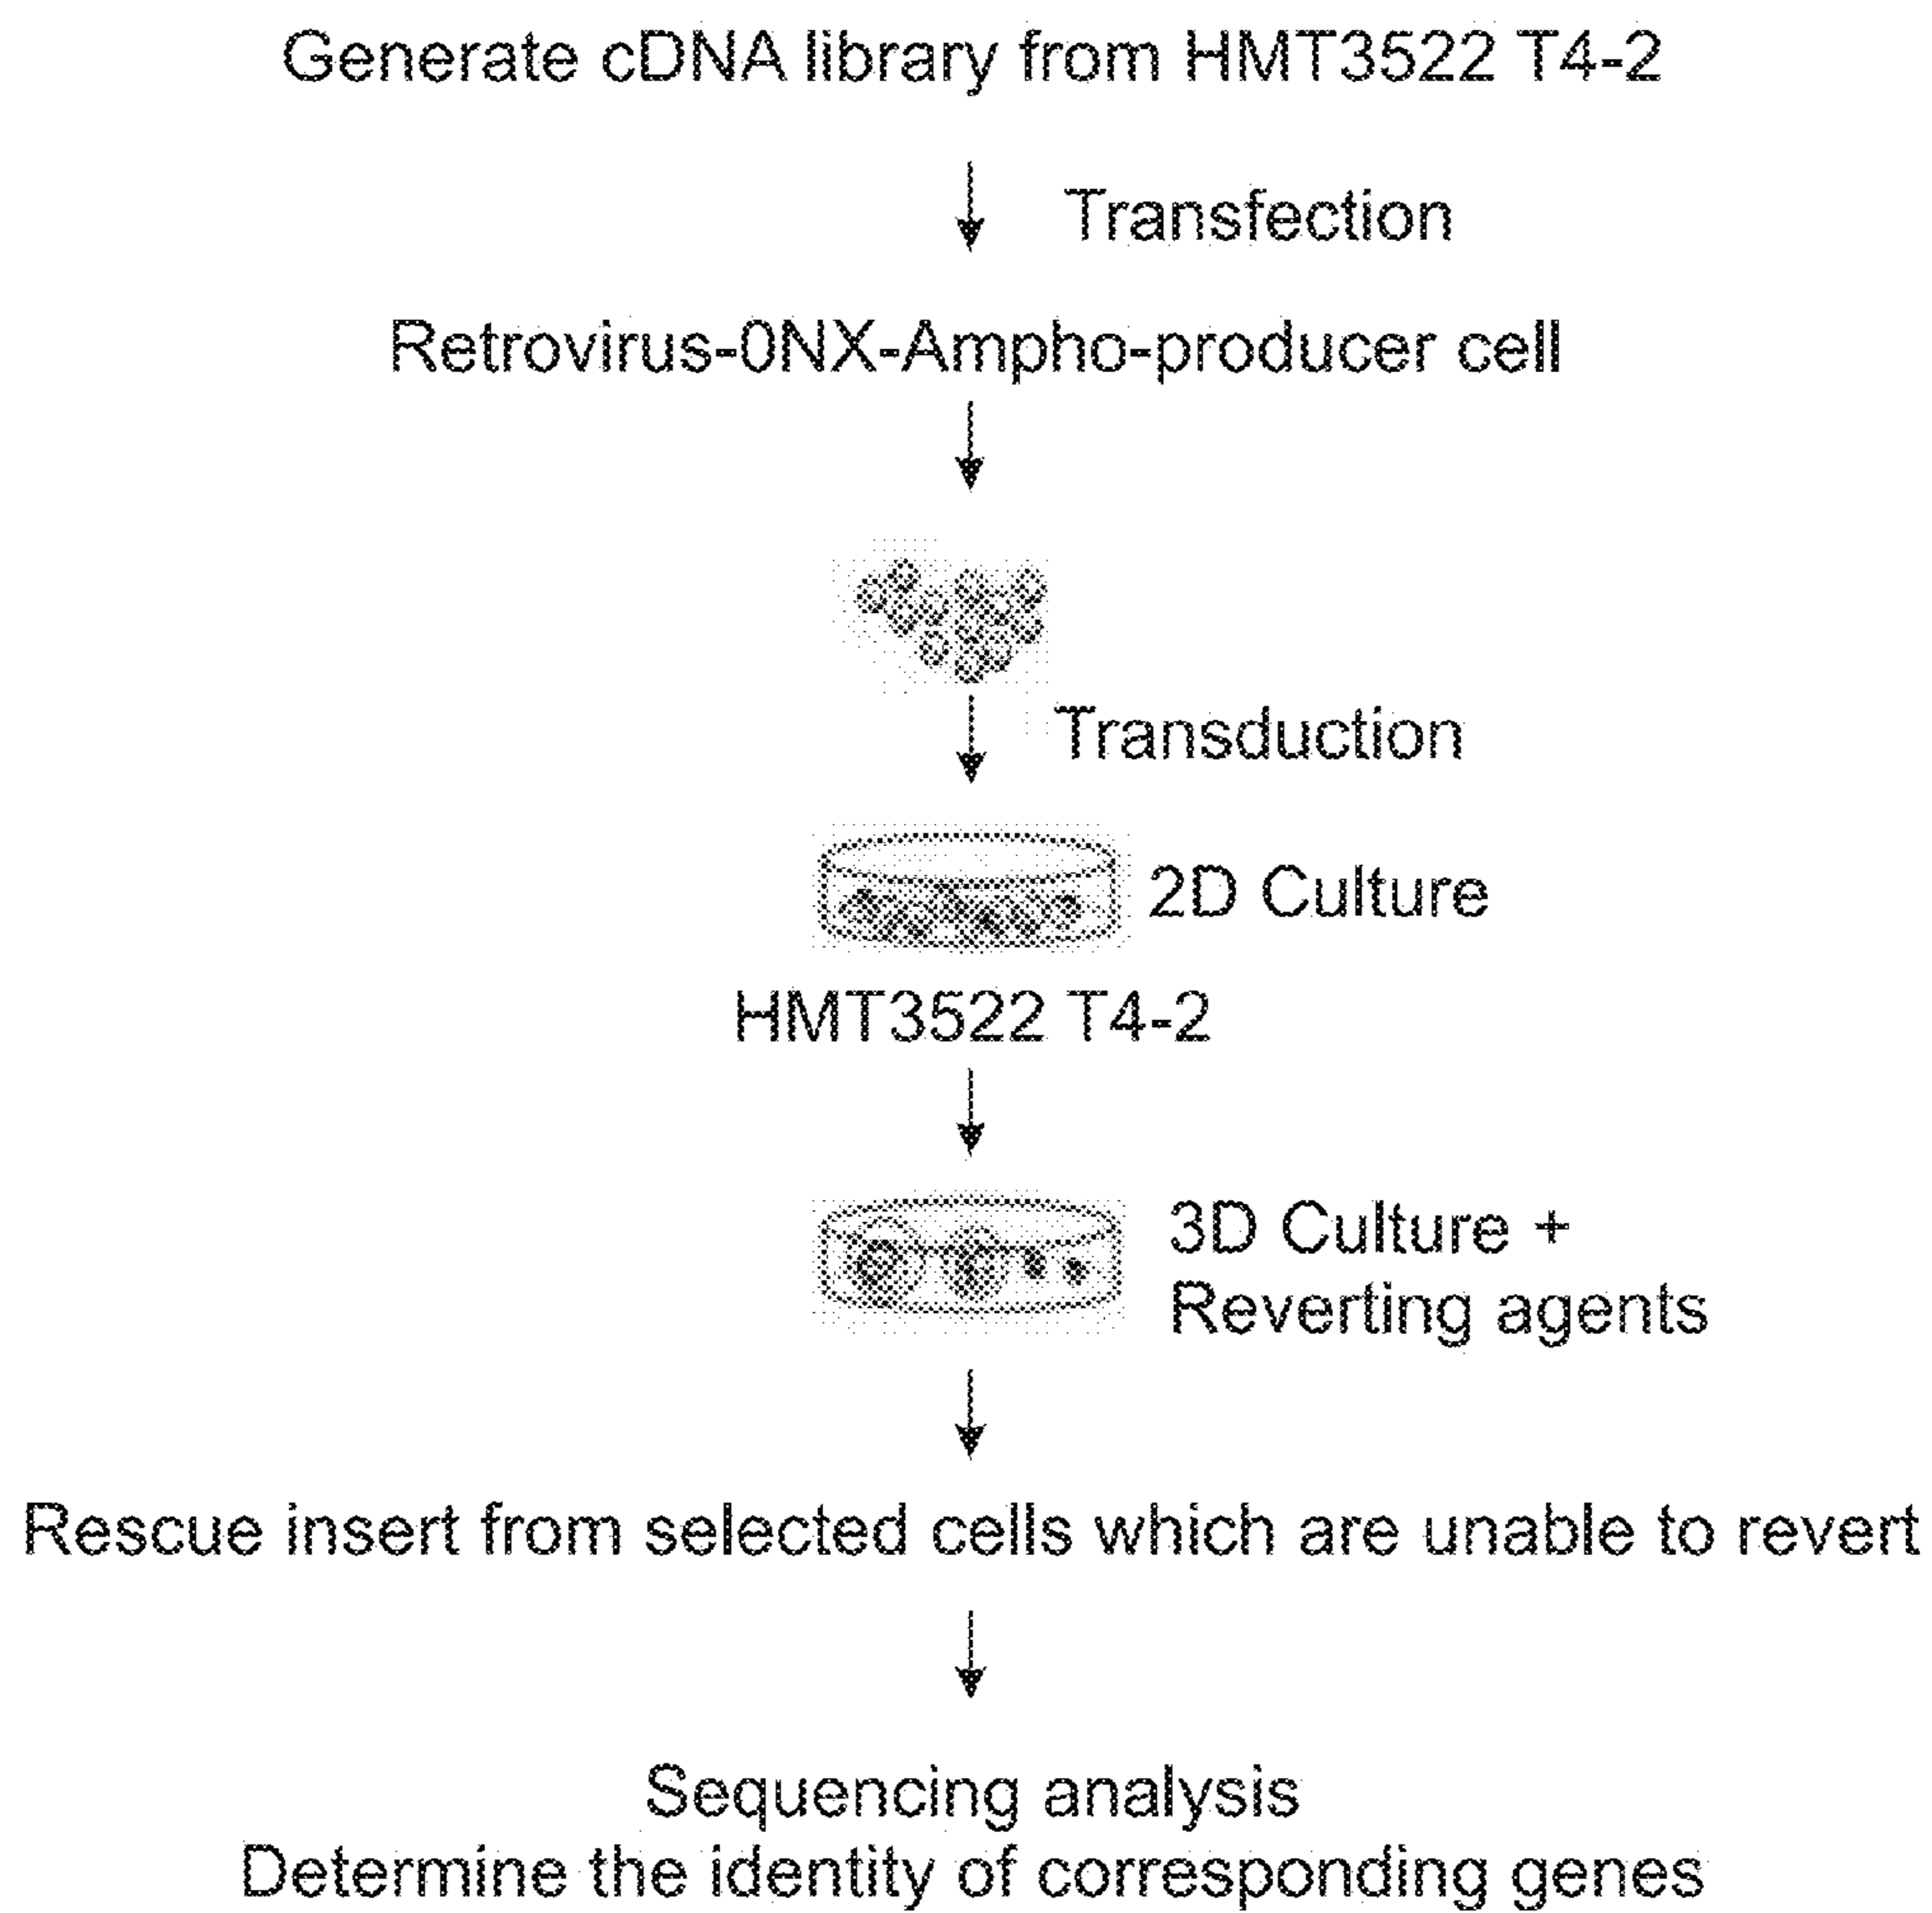 Generate cDNA library from HMT3522 T4-2
Transfection
Retrovirus-0NX-Ampho-producer cell
Transduction
2D Culture
HMT3522 T4-2
3D Culture +
Reverting agents
Rescue insert from selected cells which are unable to revert
Sequencing analysis
Determine the identity of corresponding genes